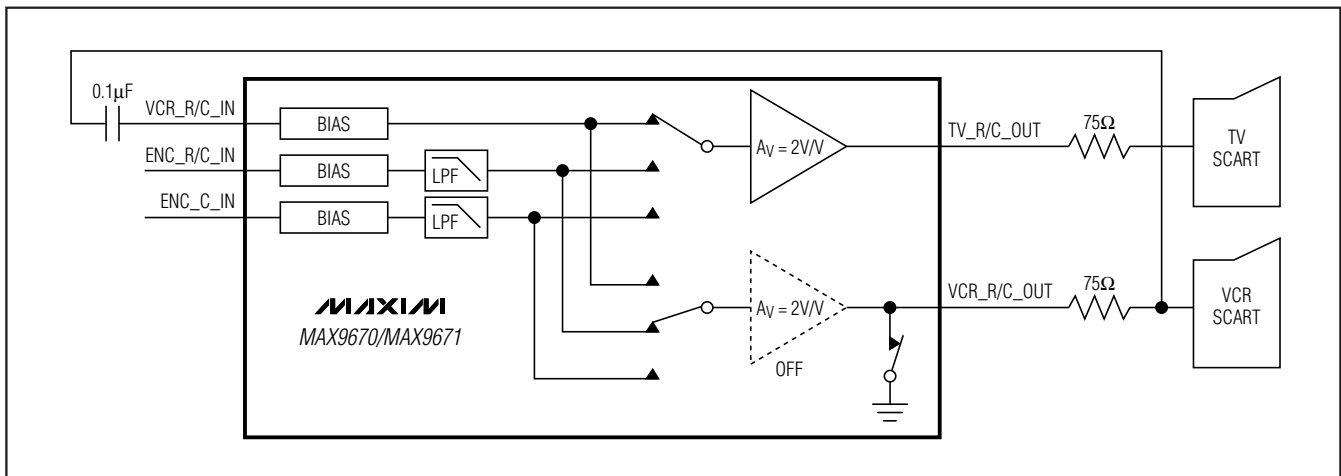 0.1µF
VCR_R/C_IN
BIAS
ENC_R/C_IN
BIAS
LPF
ENC_C_IN
BIAS
LPF
AV = 2V/V
TV_R/C_OUT
75Ω
TV
SCART
MAXIM
MAX9670/MAX9671
AV = 2V/V
OFF
VCR_R/C_OUT
75Ω
VCR
SCART